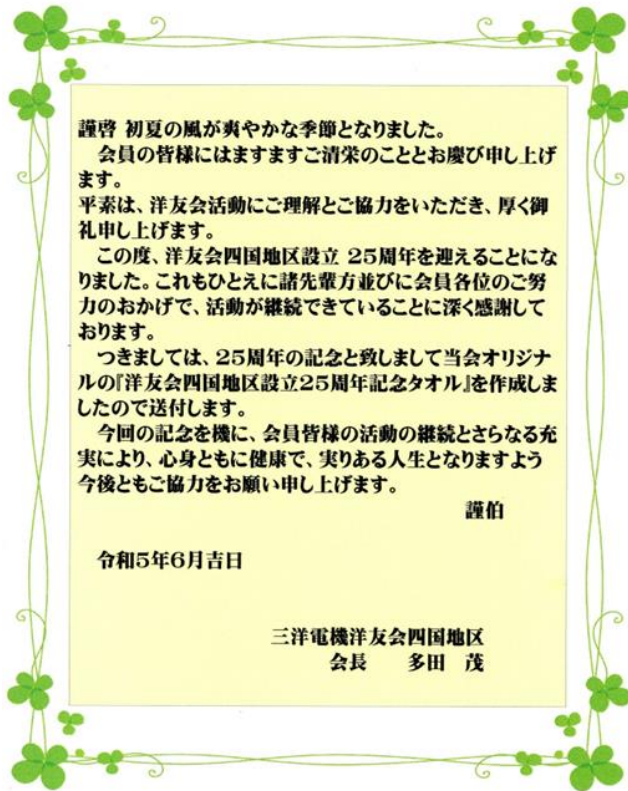 謹啓 初夏の風が爽やかな季節となりました。
会員の皆様にはますますご清栄のこととお慶び申し上げ
ます。
平素は、洋友会活動にご理解とご協力をいただき、厚く御
礼申し上げます。
この度、洋友会四国地区設立 25周年を迎えることにな
りました。これもひとえに諸先輩方並びに会員各位のご努
力のおかげで、活動が継続できていることに深く感謝して
おります。
つきましては、25周年の記念と致しまして当会オリジナ
ルの『洋友会四国地区設立25周年記念タオル』を作成しま
したので送付します。
今回の記念を機に、会員皆様の活動の継続とさらなる充
実により、心身ともに健康で、実りある人生となりますよう
今後ともご協力をお願い申し上げます。
謹伯
令和5年6月吉日
三洋電機洋友会四国地区
会長 多田 茂